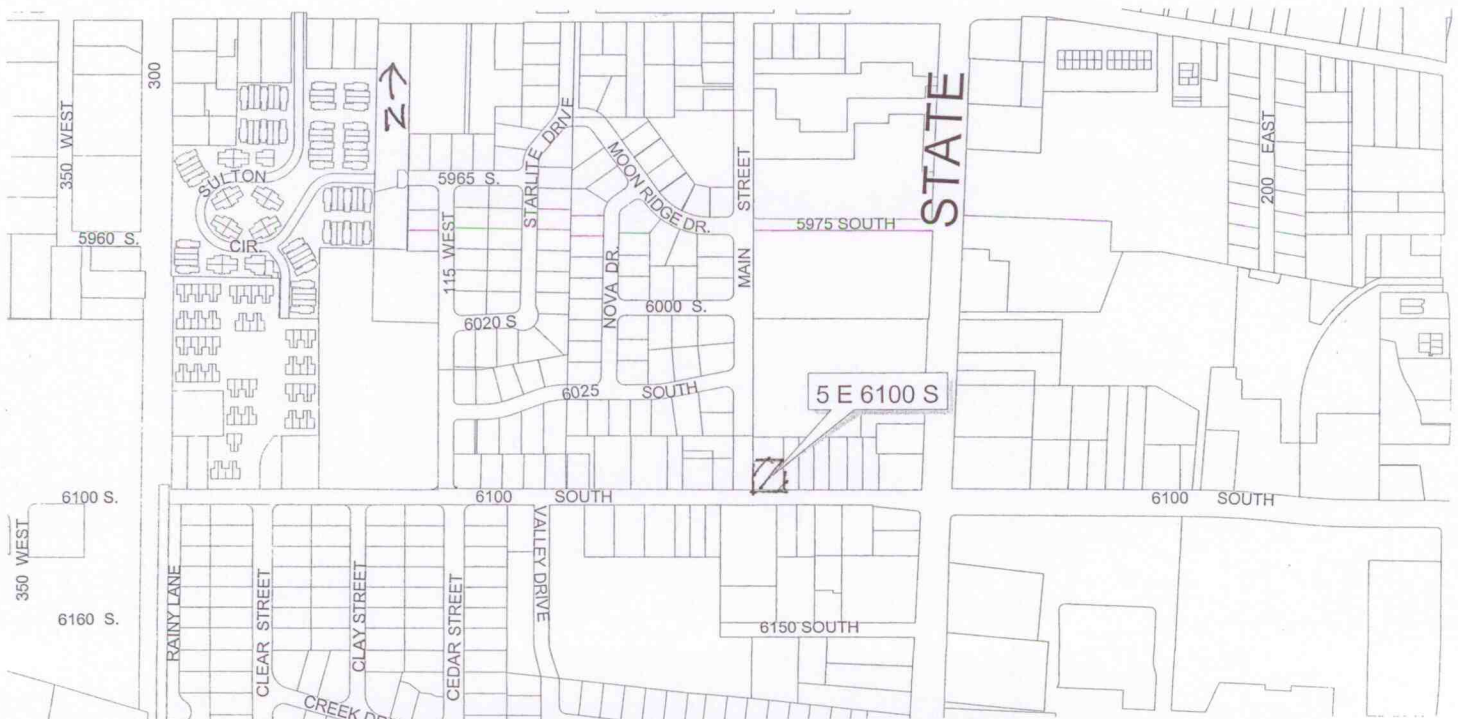 350 WEST
300
N
STATE
SULTON
CIR.
5960 S.
5965 S.
115 WEST
STARLITE DRIVE
MOON RIDGE DR.
NOVA DR.
MAIN STREET
5975 SOUTH
200 EAST
6000 S.
6020 S
6025 SOUTH
5 E 6100 S
6100 S.
6100 SOUTH
6100 SOUTH
350 WEST
6160 S.
RAINY LANE
CLEAR STREET
CLAY STREET
CEDAR STREET
VALLEY DRIVE
6150 SOUTH
CREEK